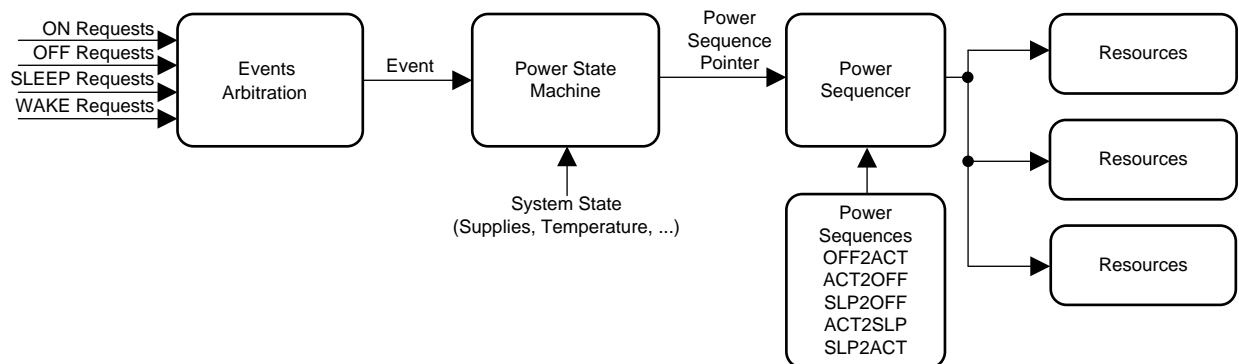 ON Requests
OFF Requests
SLEEP Requests
WAKE Requests
Events
Arbitration
Event
Power State
Machine
System State
(Supplies, Temperature, ...)
Power
Sequence
Pointer
Power
Sequencer
Power
Sequences
OFF2ACT
ACT2OFF
SLP2OFF
ACT2SLP
SLP2ACT
Resources
Resources
Resources